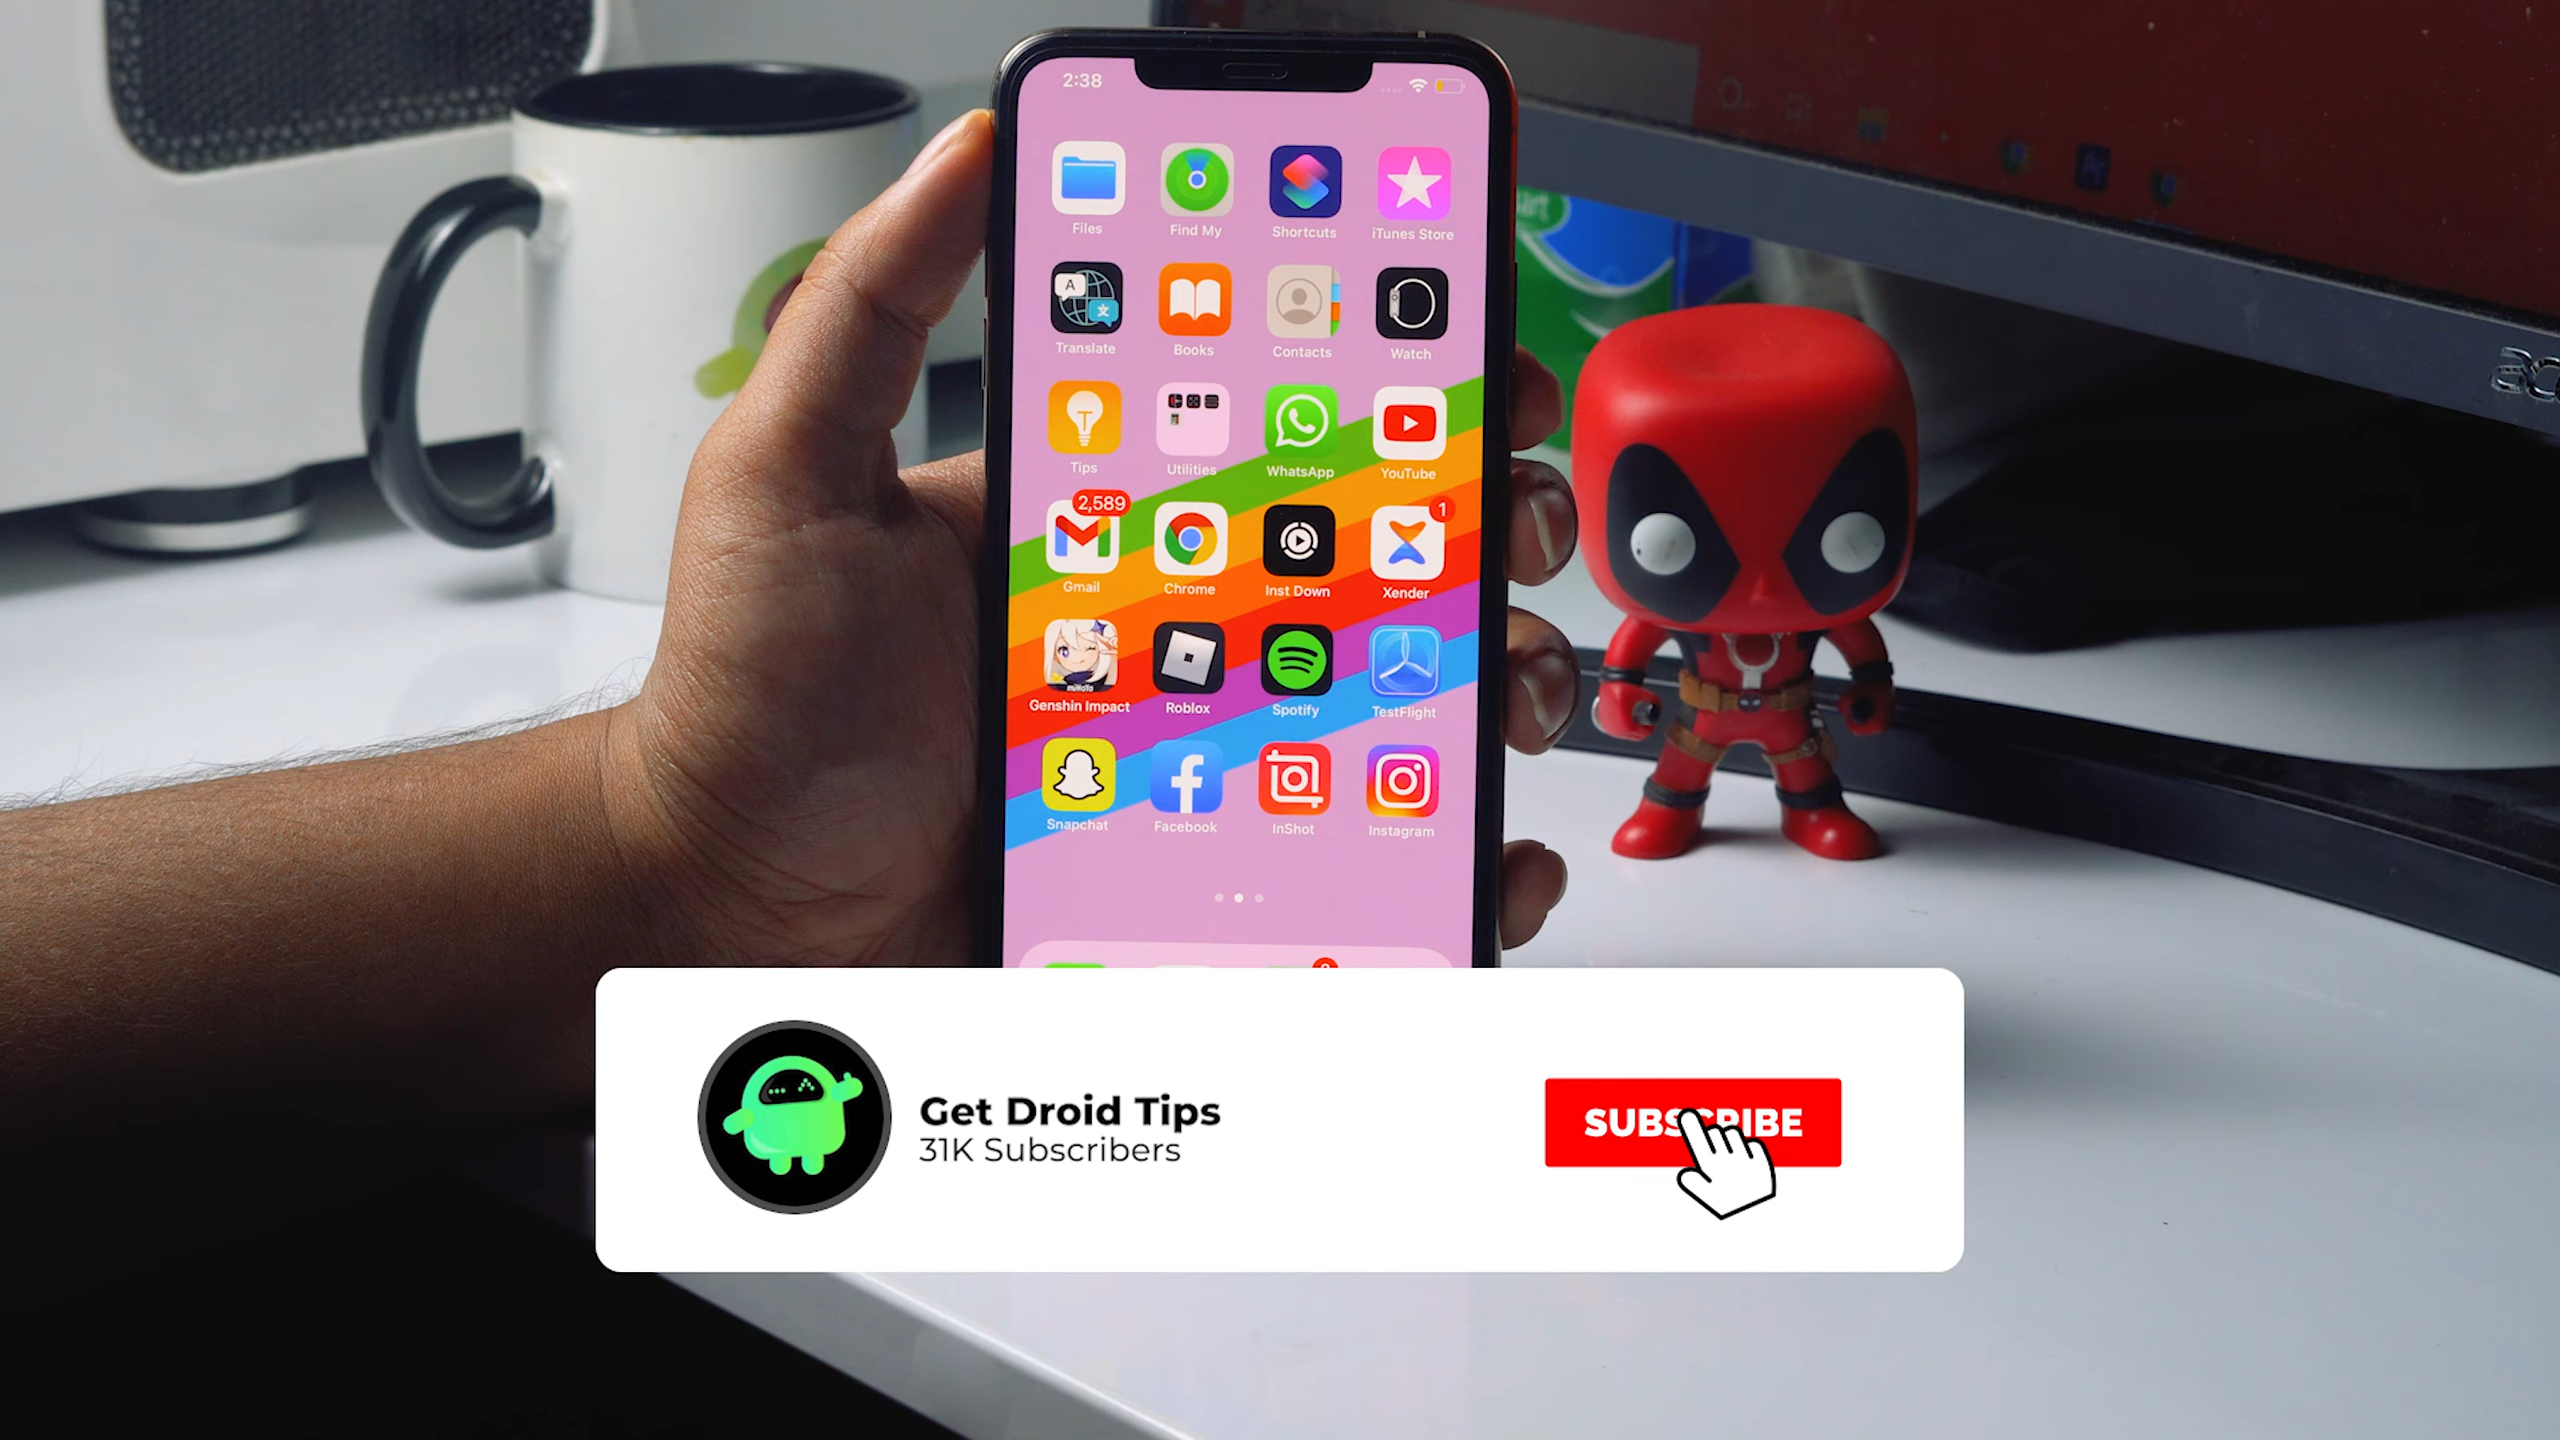 2:38
Files
Find My
Shortcuts
iTunes Store
Translate
Books
Contacts
Watch
Tips
Utilities
WhatsApp
YouTube
2,589
1
Gmail
Chrome
Inst Down
Xender
miHoYo
Genshin Impact
Roblox
Spotify
TestFlight
Snapchat
Facebook
InShot
Instagram
Get Droid Tips
31K Subscribers
SUBSCRIBE